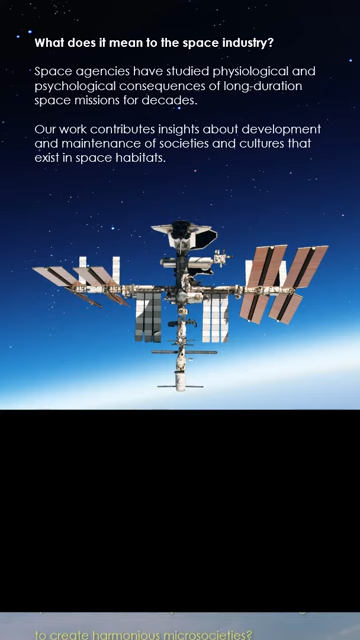 What does it mean to the space industry?
Space agencies have studied physiological and
psychological consequences of long-duration
space missions for decades.
Our work contributes insights about development
and maintenance of societies and cultures that
exist in space habitats.
to create harmonious microsocieties?